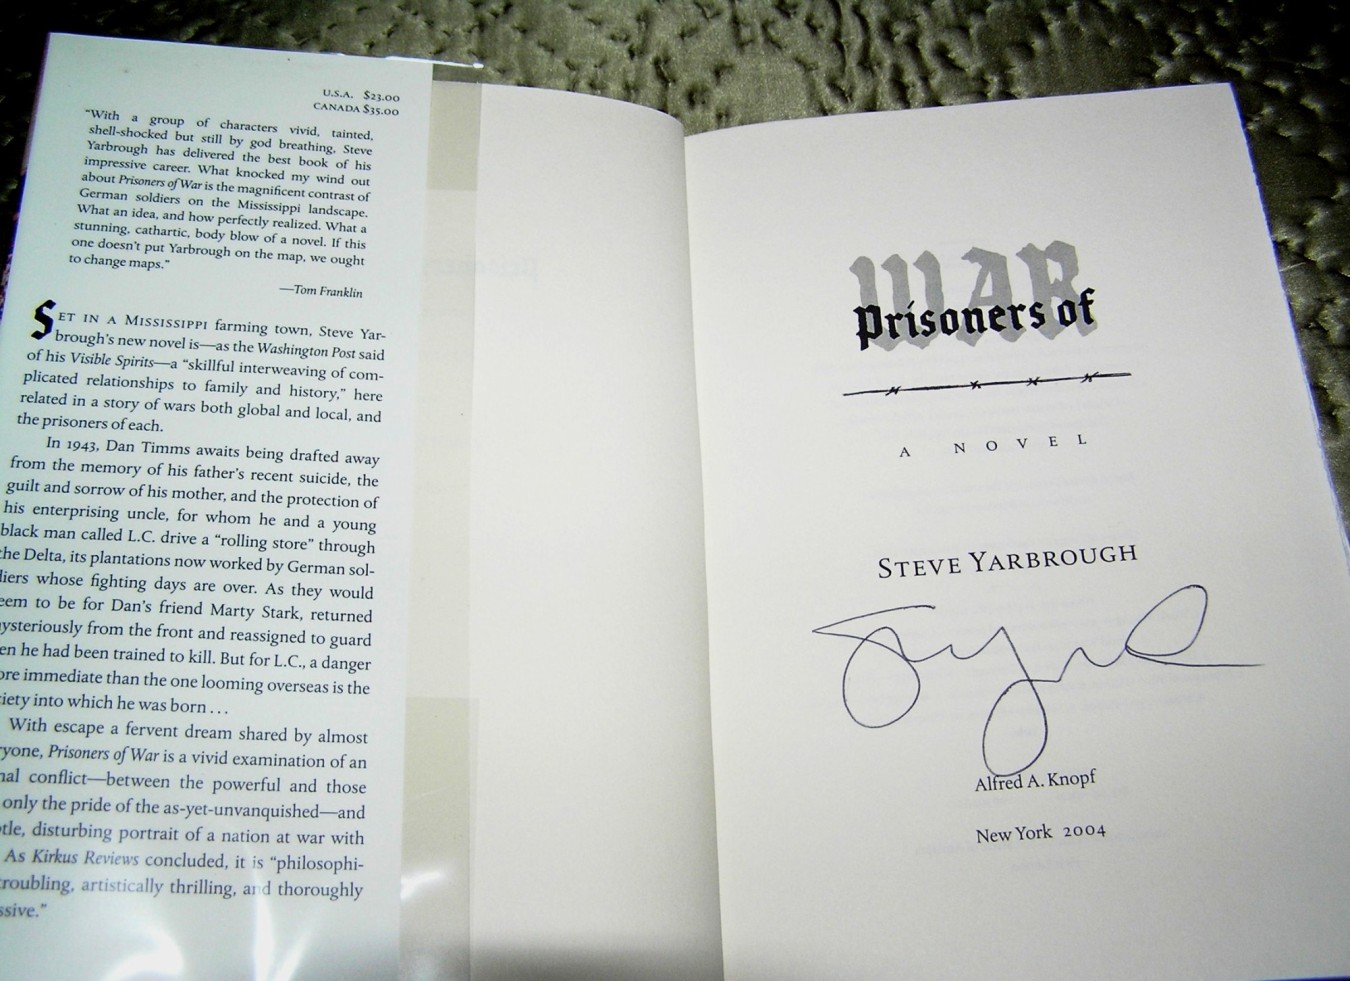 U.S.A. $23.00
CANADA $35.00
"With a group of characters vivid, tainted,
shell-shocked but still by god breathing, Steve
Yarbrough has delivered the best book of his
impressive career. What knocked my wind out
about Prisoners of War is the magnificent contrast of
German soldiers on the Mississippi landscape.
What an idea, and how perfectly realized. What a
stunning, cathartic, body blow of a novel. If this
one doesn't put Yarbrough on the map, we ought
to change maps."
—Tom Franklin
SET IN A MISSISSIPPI farming town, Steve Yar-
brough's new novel is—as the Washington Post said
of his Visible Spirits—a "skillful interweaving of com-
plicated relationships to family and history," here
related in a story of wars both global and local, and
the prisoners of each.
In 1943, Dan Timms awaits being drafted away
from the memory of his father's recent suicide, the
guilt and sorrow of his mother, and the protection of
his enterprising uncle, for whom he and a young
black man called L.C. drive a "rolling store" through
the Delta, its plantations now worked by German sol-
diers whose fighting days are over. As they would
eem to be for Dan's friend Marty Stark, returned
ysteriously from the front and reassigned to guard
en he had been trained to kill. But for L.C., a danger
ore immediate than the one looming overseas is the
ciety into which he was born . . .
With escape a fervent dream shared by almost
ryone, Prisoners of War is a vivid examination of an
nal conflict—between the powerful and those
only the pride of the as-yet-unvanquished—and
tle, disturbing portrait of a nation at war with
As Kirkus Reviews concluded, it is "philosophi-
roubling, artistically thrilling, and thoroughly
ssive."
WAR
Prisoners of
A NOVEL
STEVE YARBROUGH
Alfred A. Knopf
New York 2004